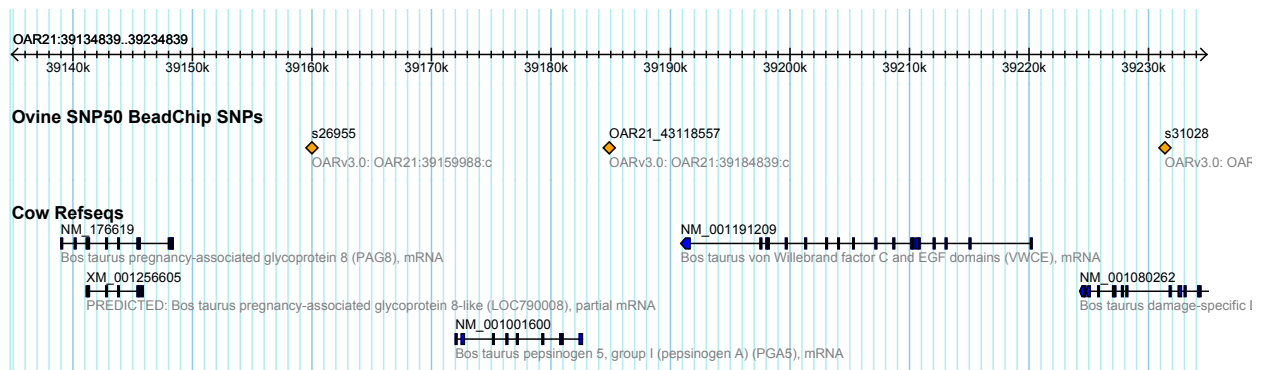 OAR21:39134839..39234839
39140k 39150k 39160k 39170k 39180k 39190k 39200k 39210k 39220k 39230k
Ovine SNP50 BeadChip SNPs
s26955 OAR21_43118557 s31028
OARv3.0: OAR21:39159988:c OARv3.0: OAR21:39184839:c OARv3.0: OAR
Cow Refseqs
NM_176619 NM_001191209
Bos taurus pregnancy-associated glycoprotein 8 (PAG8), mRNA Bos taurus von Willebrand factor C and EGF domains (VWCE), mRNA
XM_001256605 NM_001080262
PREDICTED: Bos taurus pregnancy-associated glycoprotein 8-like (LOC790008), partial mRNA Bos taurus damage-specific
NM_001001600
Bos taurus pepsinogen 5, group I (pepsinogen A) (PGA5), mRNA